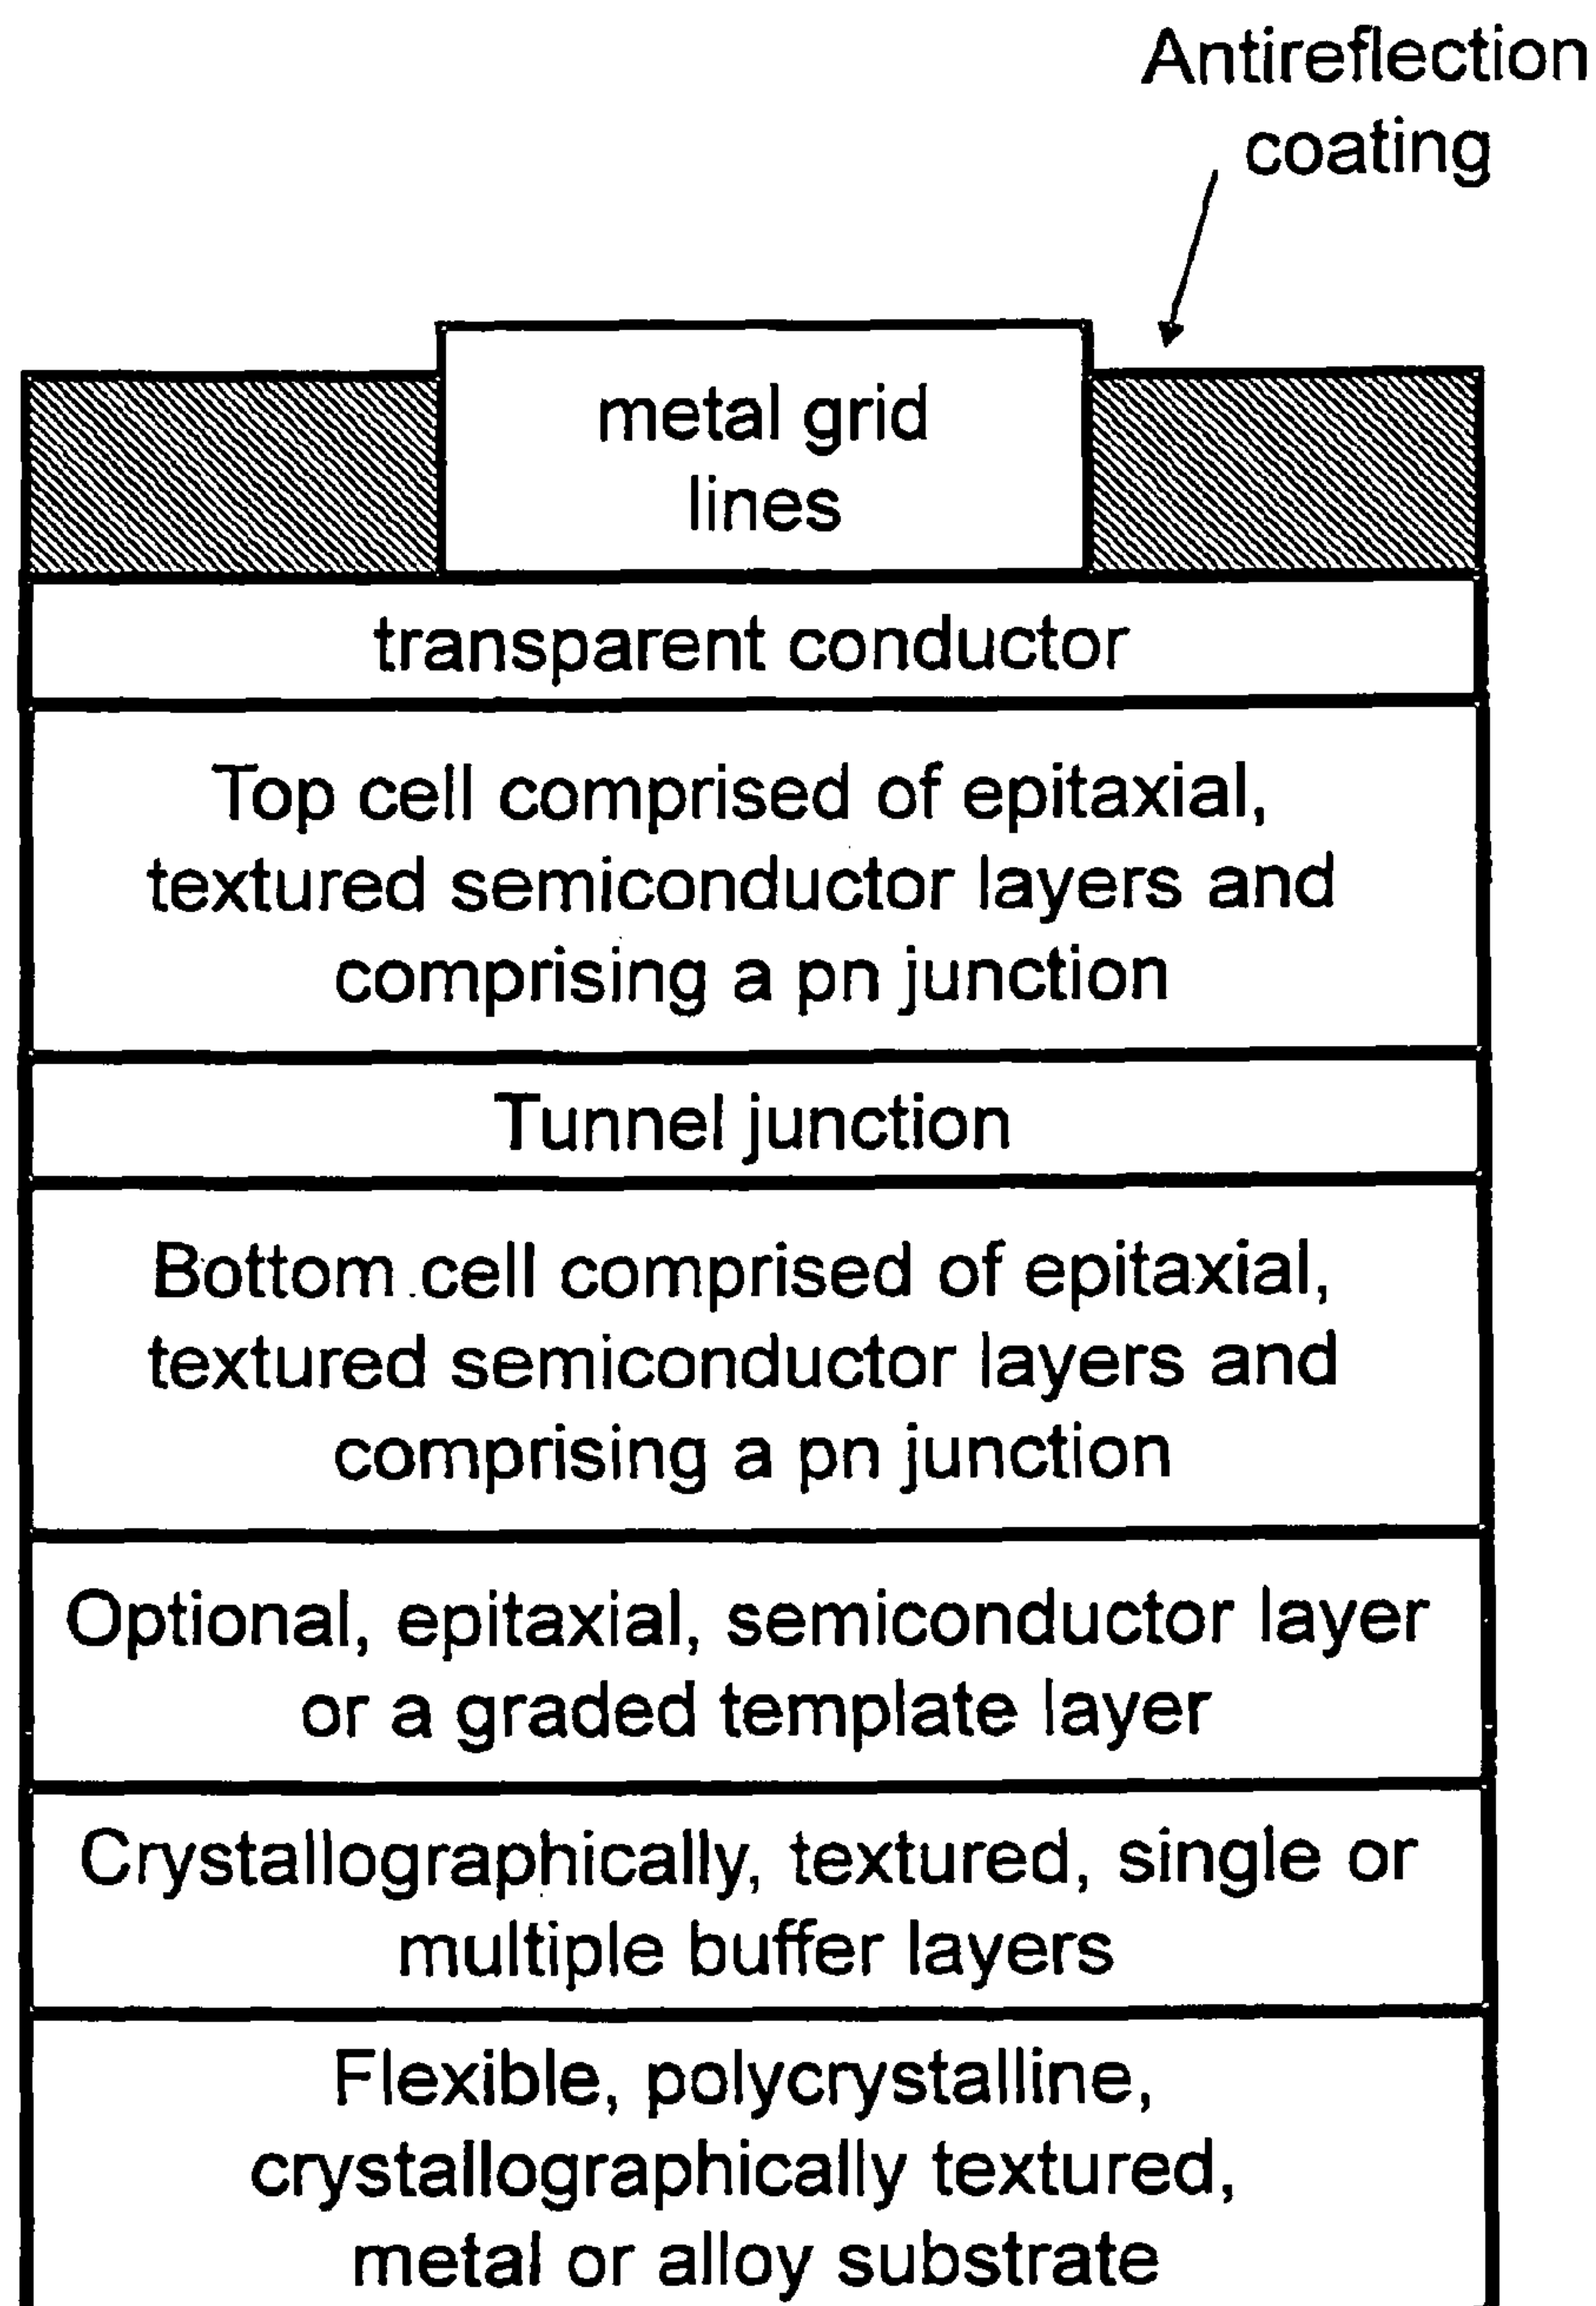 Antireflection
coating
metal grid
lines
transparent conductor
Top cell comprised of epitaxial,
textured semiconductor layers and
comprising a pn junction
Tunnel junction
Bottom cell comprised of epitaxial,
textured semiconductor layers and
comprising a pn junction
Optional, epitaxial, semiconductor layer
or a graded template layer
Crystallographically, textured, single or
multiple buffer layers
Flexible, polycrystalline,
crystallographically textured,
metal or alloy substrate